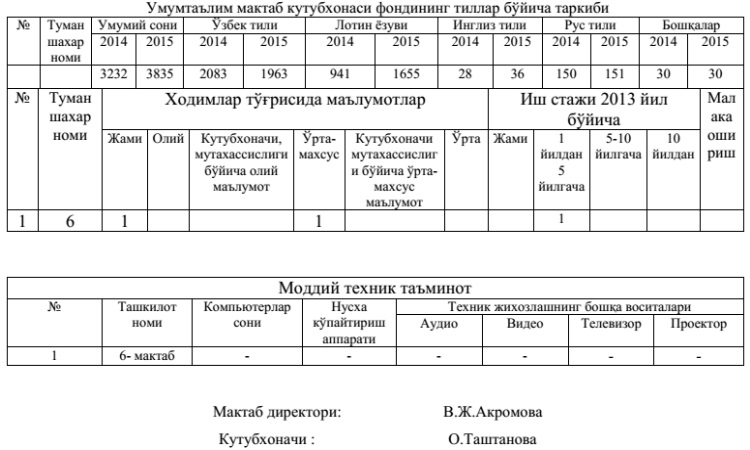 Умумтаълим мактаб кутубхонаси фондининг тиллар бўйича таркиби
№ Туман шахар номи Умумий сони Ўзбек тили Лотин ёзуви Инглиз тили Рус тили Бошқалар
2014 2015 2014 2015 2014 2015 2014 2015 2014 2015 2014 2015
3232 3835 2083 1963 941 1655 28 36 150 151 30 30
№ Туман шахар номи Ходимлар тўғрисида маълумотлар Иш стажи 2013 йил бўйича Мал ака оши риш
Жами Олий Кутубхоначи, мутахассислиги бўйича олий маълумот Ўрта-махсус Кутубхоначи мутахассислиг и бўйича ўрта-махсус маълумот Ўрта Жами 1 йилдан 5 йилгача 5-10 йилгача 10 йилдан
1 6 1 1 1
Моддий техник таъминот
№ Ташкилот номи Компьютерлар сони Нусха кўпайтириш аппарати Техник жихозлашнинг бошқа воситалари
Аудио Видео Телевизор Проектор
1 6- мактаб - - - - - -
Мактаб директори: В.Ж.Акромова
Кутубхоначи : О.Таштанова